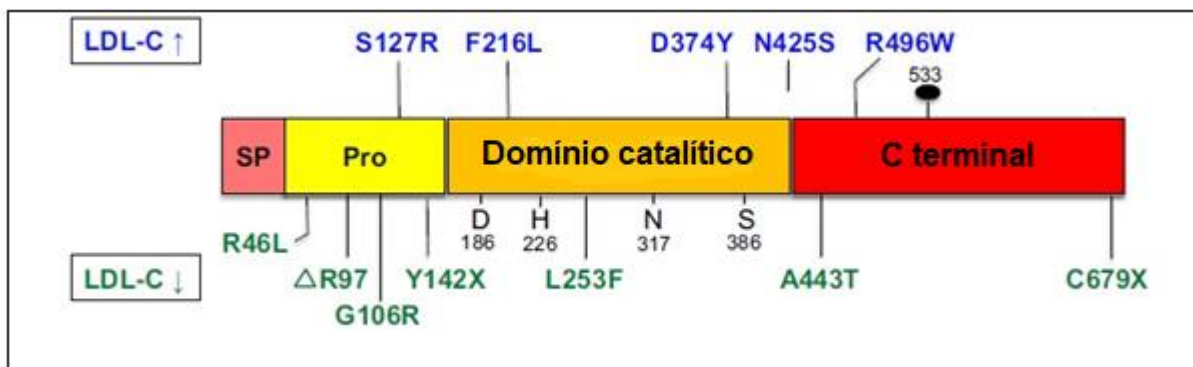 LDL-C ↑
S127R F216L D374Y N425S R496W
533
SP Pro Domínio catalítico C terminal
D H N S
186 226 317 386
R46L
LDL-C ↓
△R97 Y142X L253F A443T C679X
G106R